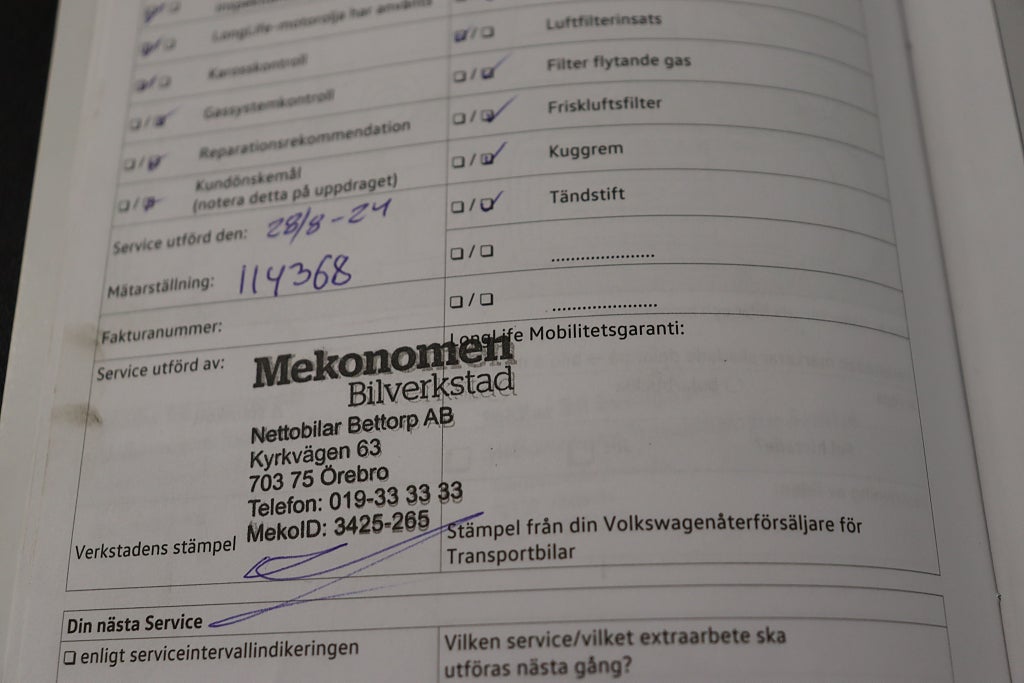 LongLife-motorolja har använts
Karosskontroll
Gassystemkontroll
Reparationsrekommendation
Kundönskemål
(notera detta på uppdraget)
Service utförd den: 28/8-24
Mätarställning: 114368
Fakturanummer:
Luftfilterinsats
Filter flytande gas
Friskluftsfilter
Kuggrem
Tändstift
....................
....................
Service utförd av:
Mekonomen
Bilverkstad
Nettobilar Bettorp AB
Kyrkvägen 63
703 75 Örebro
Telefon: 019-33 33 33
MekoID: 3425-265
Verkstadens stämpel
LongLife Mobilitetsgaranti:
Stämpel från din Volkswagenåterförsäljare för
Transportbilar
Din nästa Service
enligt serviceintervallindikeringen
Vilken service/vilket extraarbete ska
utföras nästa gång?